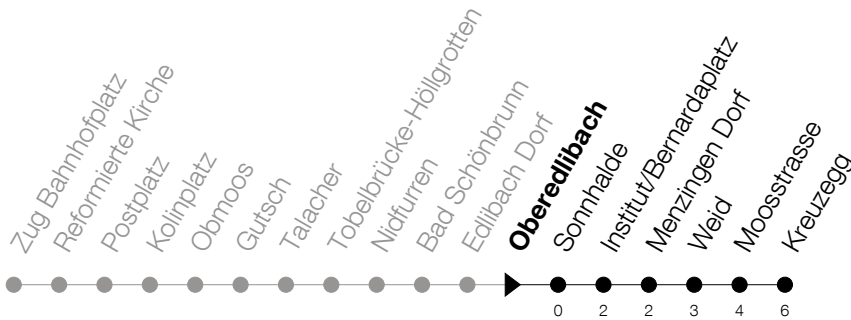 Zug Bahnhofplatz
Reformierte Kirche
Postplatz
Kolinplatz
Obmoos
Gutsch
Talacher
Tobelbrücke-Höllgrotten
Nidfurren
Bad Schönbrunn
Edlibach Dorf
Oberedlibach
Sonnhalde
Institut/Bernardaplatz
Menzingen Dorf
Weid
Moosstrasse
Kreuzegg
0 2 2 3 4 6